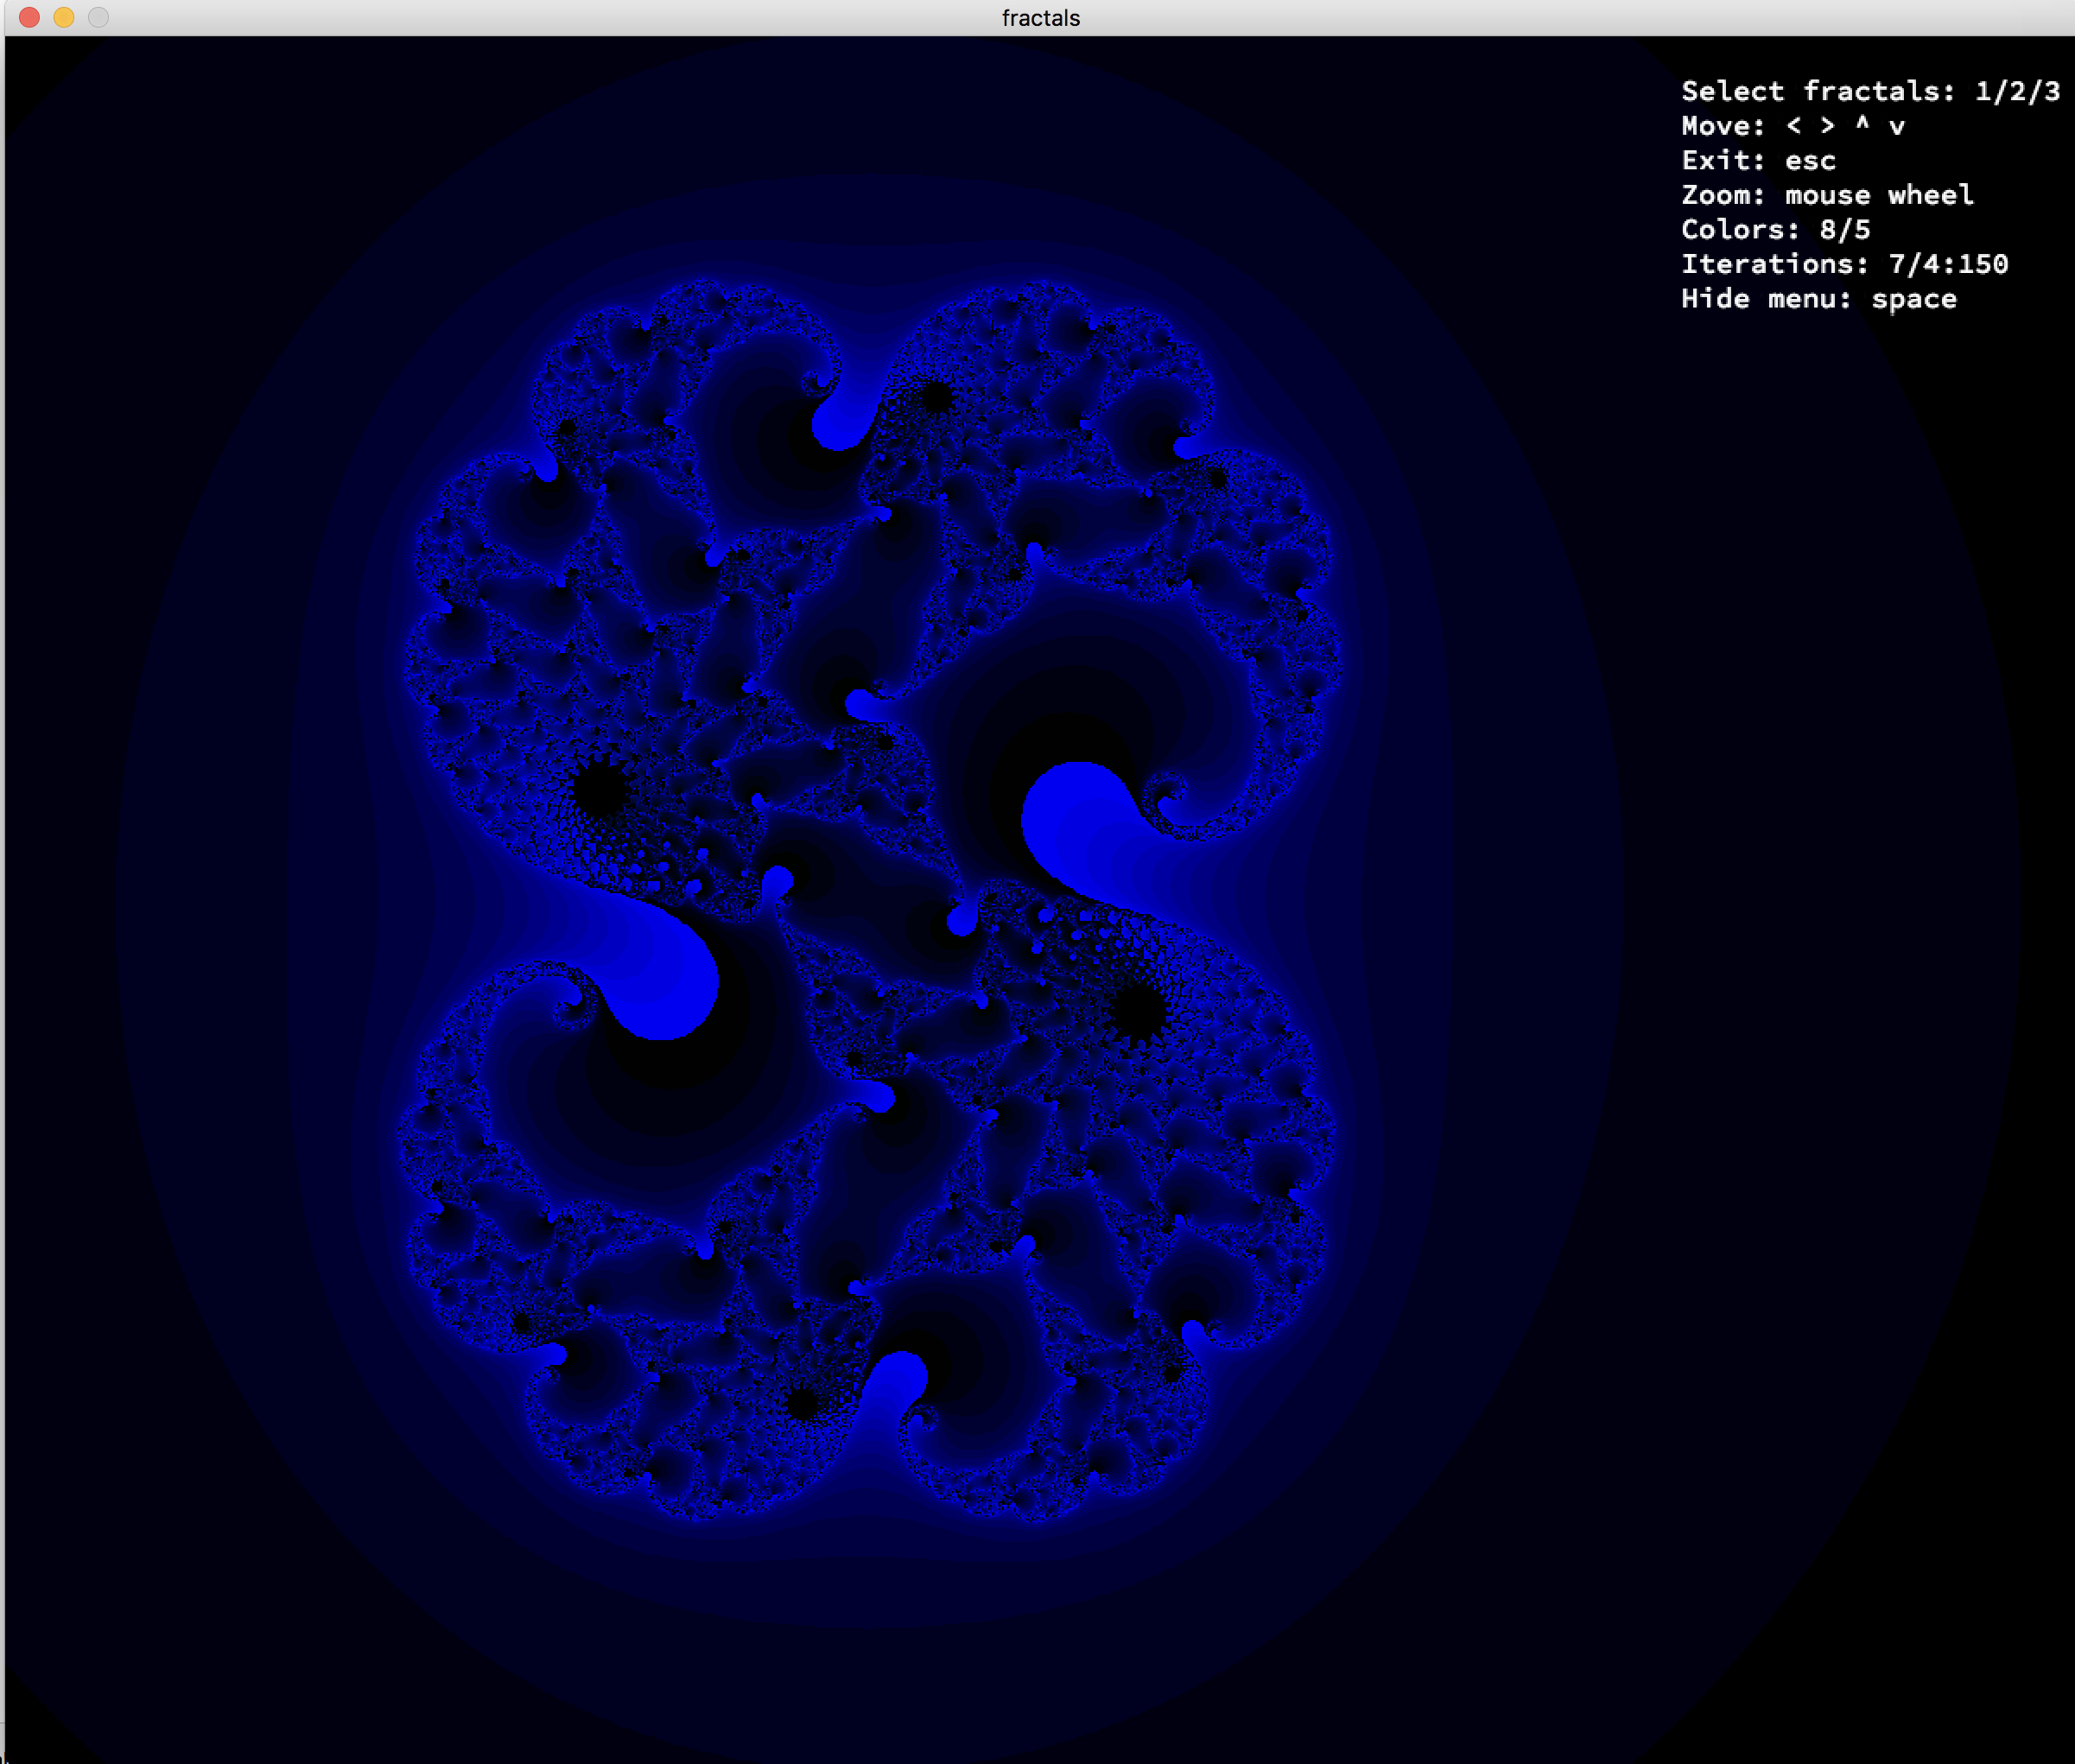 fractals
Select fractals: 1/2/3
Move: < > ^ v
Exit: esc
Zoom: mouse wheel
Colors: 8/5
Iterations: 7/4:150
Hide menu: space